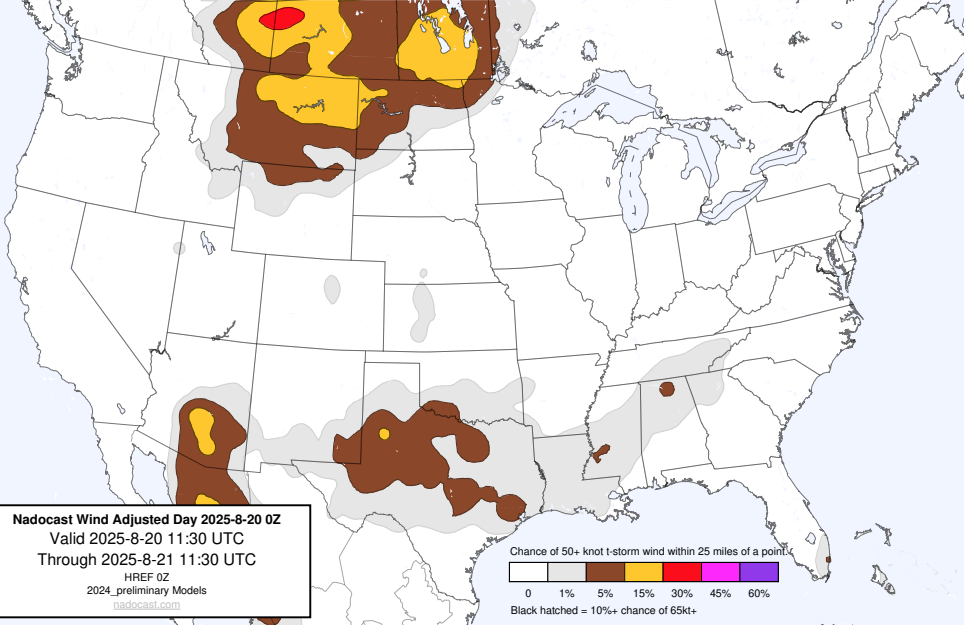 Nadocast Wind Adjusted Day 2025-8-20 0Z
Valid 2025-8-20 11:30 UTC
Through 2025-8-21 11:30 UTC
HREF 0Z
2024_preliminary Models
nadocast.com
Chance of 50+ knot t-storm wind within 25 miles of a point.
0 1% 5% 15% 30% 45% 60%
Black hatched = 10%+ chance of 65kt+